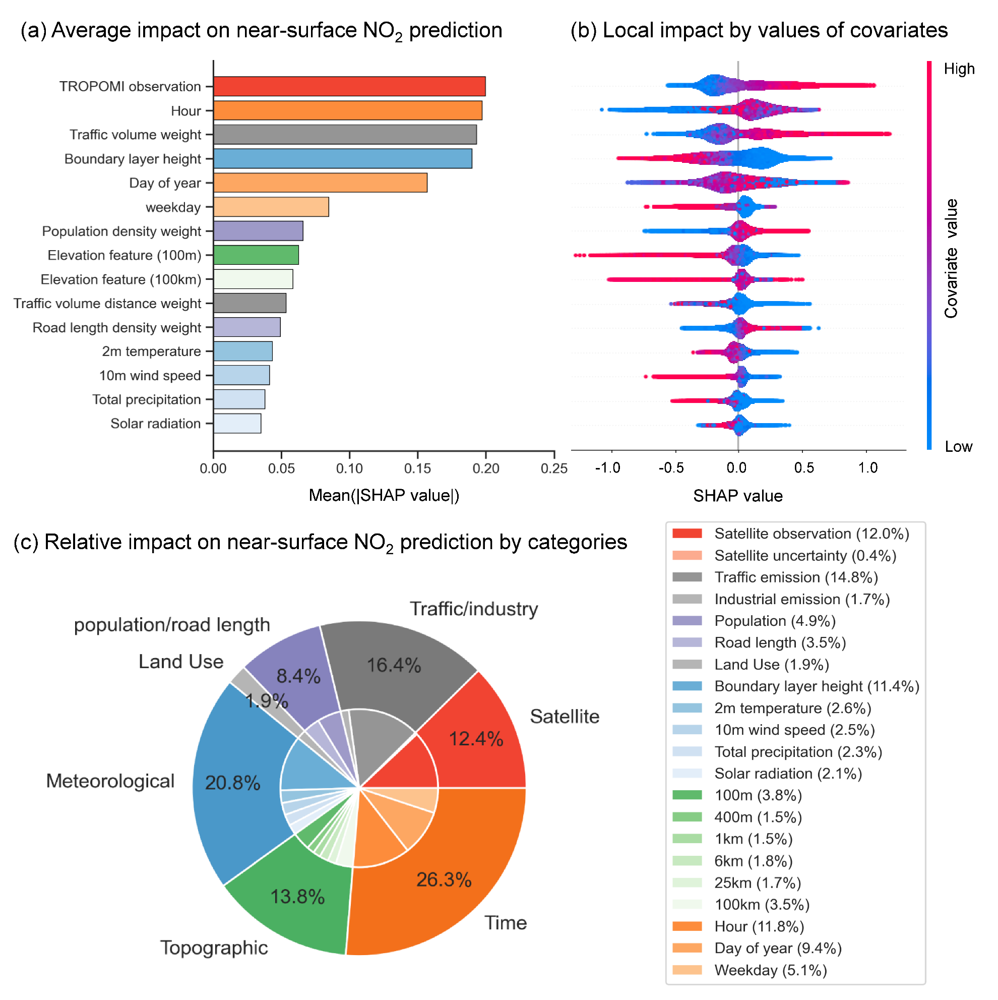 (a) Average impact on near-surface NO2 prediction
TROPOMI observation
Hour
Traffic volume weight
Boundary layer height
Day of year
weekday
Population density weight
Elevation feature (100m)
Elevation feature (100km)
Traffic volume distance weight
Road length density weight
2m temperature
10m wind speed
Total precipitation
Solar radiation
0.00 0.05 0.10 0.15 0.20 0.25
Mean(|SHAP value|)
(b) Local impact by values of covariates
High
Covariate value
Low
-1.0 -0.5 0.0 0.5 1.0
SHAP value
(c) Relative impact on near-surface NO2 prediction by categories
Traffic/industry
population/road length
Land Use
Satellite
Meteorological
Topographic
Time
16.4%
8.4%
1.9%
12.4%
20.8%
13.8%
26.3%
Satellite observation (12.0%)
Satellite uncertainty (0.4%)
Traffic emission (14.8%)
Industrial emission (1.7%)
Population (4.9%)
Road length (3.5%)
Land Use (1.9%)
Boundary layer height (11.4%)
2m temperature (2.6%)
10m wind speed (2.5%)
Total precipitation (2.3%)
Solar radiation (2.1%)
100m (3.8%)
400m (1.5%)
1km (1.5%)
6km (1.8%)
25km (1.7%)
100km (3.5%)
Hour (11.8%)
Day of year (9.4%)
Weekday (5.1%)